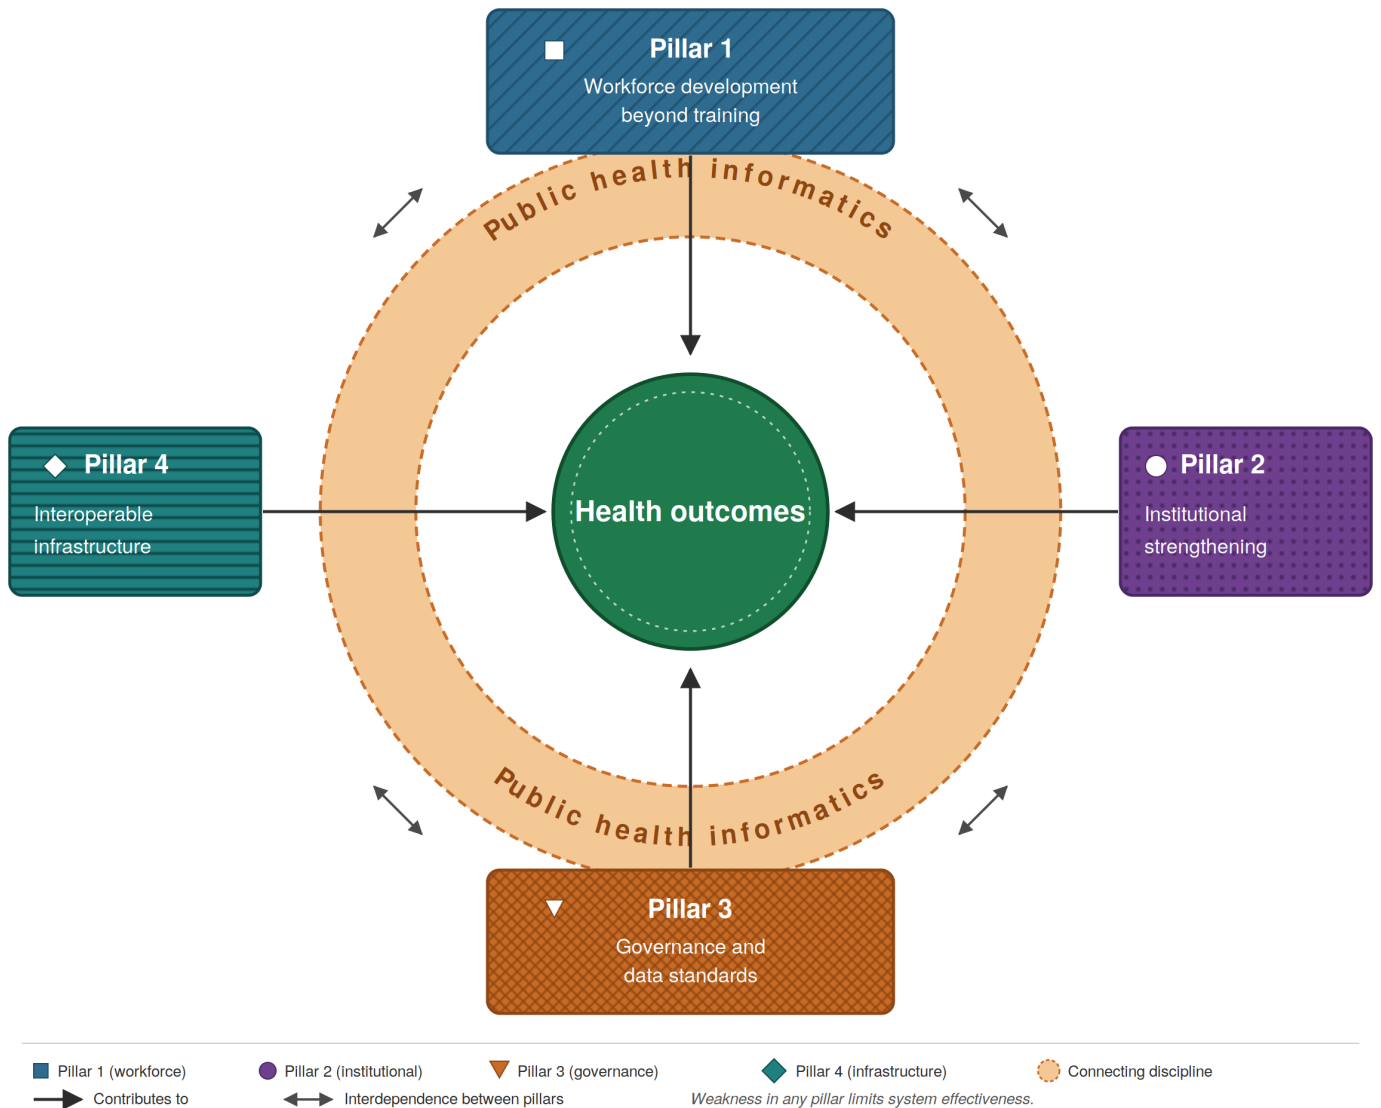 Pillar 1
Workforce development
beyond training
Public health informatics
Pillar 4
Interoperable
infrastructure
Health outcomes
Pillar 2
Institutional
strengthening
Public health informatics
Pillar 3
Governance and
data standards
Pillar 1 (workforce)
Pillar 2 (institutional)
Pillar 3 (governance)
Pillar 4 (infrastructure)
Connecting discipline
Contributes to
Interdependence between pillars
Weakness in any pillar limits system effectiveness.